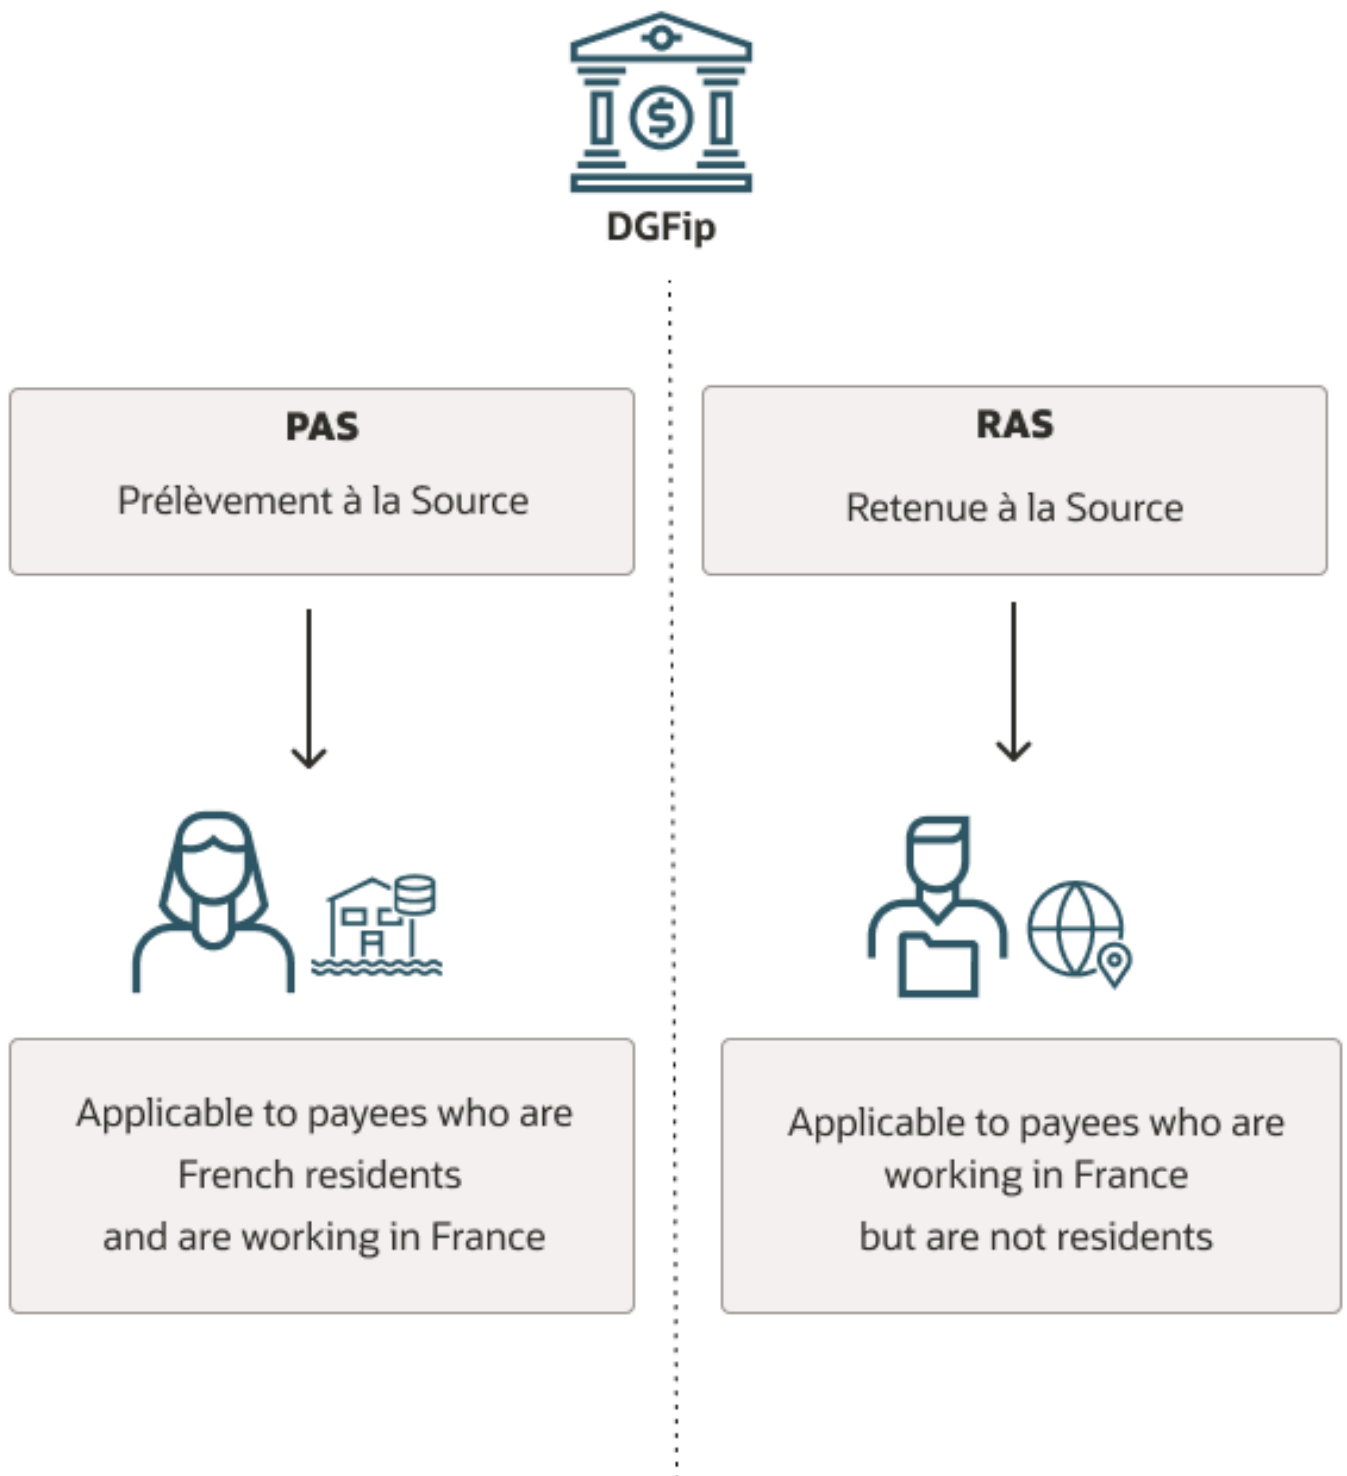 DGFip
PAS
Prélèvement à la Source
RAS
Retenue à la Source
Applicable to payees who are
French residents
and are working in France
Applicable to payees who are
working in France
but are not residents